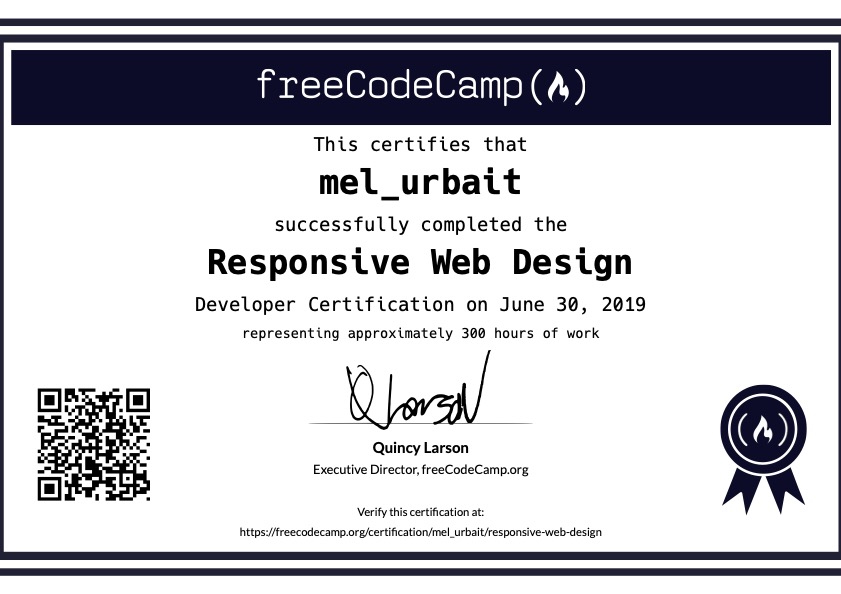 freeCodeCamp(🔥)
This certifies that
mel_urbait
successfully completed the
Responsive Web Design
Developer Certification on June 30, 2019
representing approximately 300 hours of work
Q Larson
Quincy Larson
Executive Director, freeCodeCamp.org
Verify this certification at:
https://freecodecamp.org/certification/mel_urbait/responsive-web-design